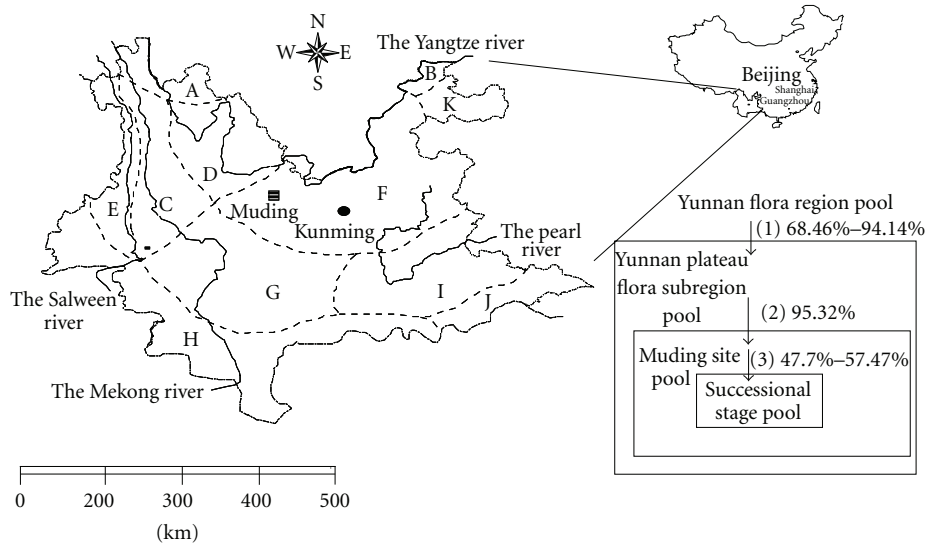 N
W E
S
The Yangtze river
B
A
K
D
F
E
C
Muding
Kunming
The pearl
river
G
I
J
The Salween
river
H
The Mekong river
0 200 300 400 500
(km)
Beijing
Shanghai
Guangzhou
Yunnan flora region pool
(1) 68.46%–94.14%
Yunnan plateau
flora subregion
pool
(2) 95.32%
Muding site
pool
(3) 47.7%–57.47%
Successional
stage pool